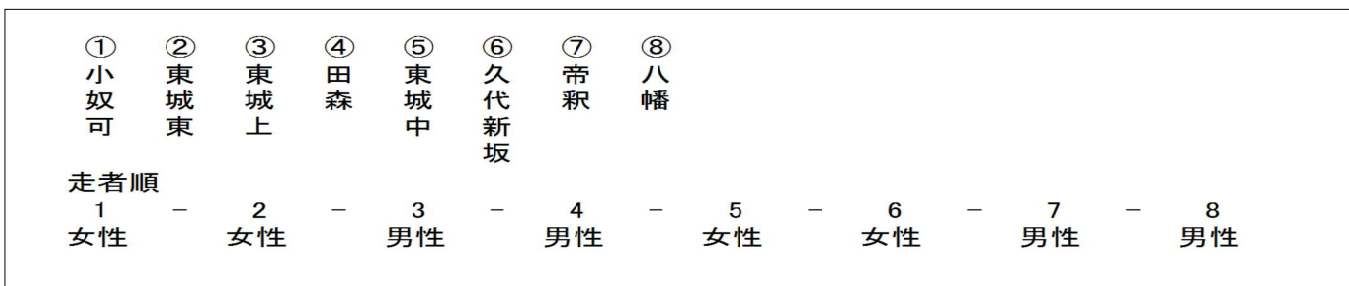 ①小奴可
②東城東
③東城上
④田森
⑤東城中
⑥久代新坂
⑦帝釈
⑧八幡
走者順
1 － 2 － 3 － 4 － 5 － 6 － 7 － 8
女性 女性 男性 男性 女性 女性 男性 男性